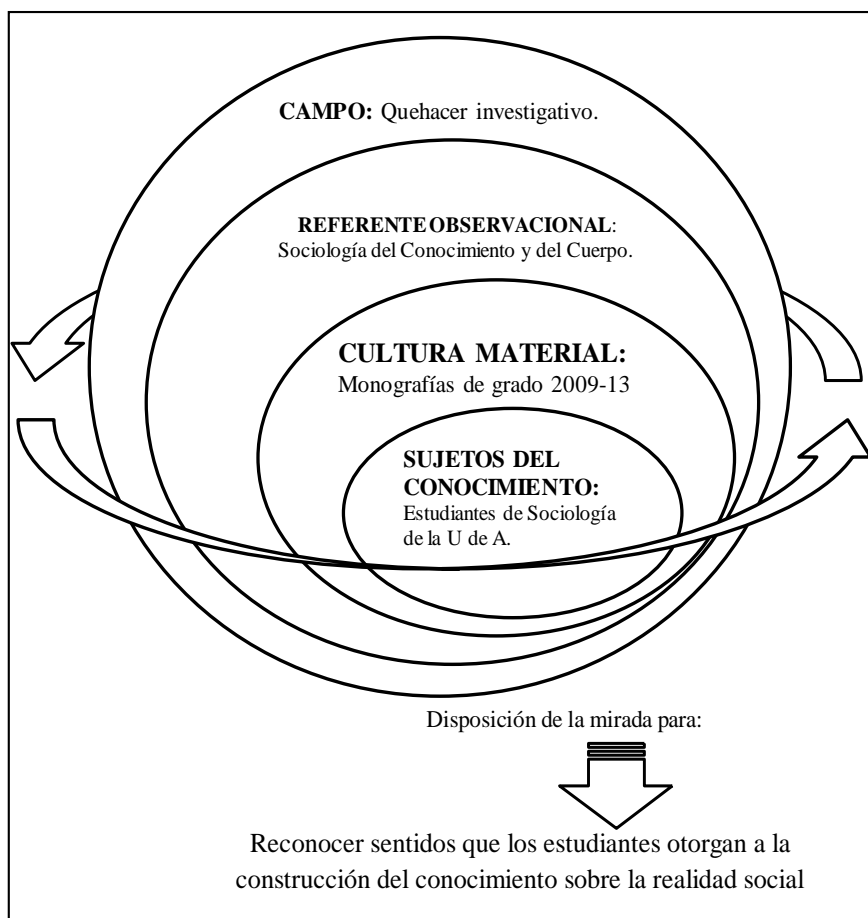 CAMPO: Quehacer investigativo.
REFERENTE OBSERVACIONAL:
Sociología del Conocimiento y del Cuerpo.
CULTURA MATERIAL:
Monografías de grado 2009-13
SUJETOS DEL
CONOCIMIENTO:
Estudiantes de Sociología
de la U de A.
Disposición de la mirada para:
Reconocer sentidos que los estudiantes otorgan a la
construcción del conocimiento sobre la realidad social